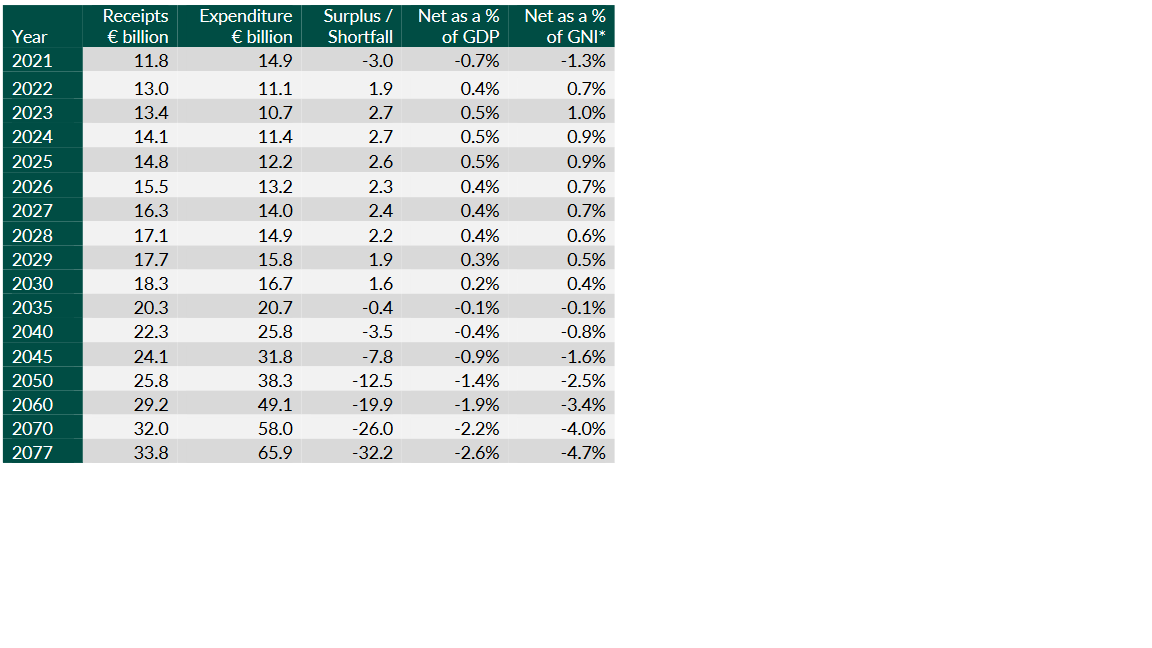 Receipts Expenditure Surplus / Net as a % Net as a %
Year € billion € billion Shortfall of GDP of GNI*
2021 11.8 14.9 -3.0 -0.7% -1.3%
2022 13.0 11.1 1.9 0.4% 0.7%
2023 13.4 10.7 2.7 0.5% 1.0%
2024 14.1 11.4 2.7 0.5% 0.9%
2025 14.8 12.2 2.6 0.5% 0.9%
2026 15.5 13.2 2.3 0.4% 0.7%
2027 16.3 14.0 2.4 0.4% 0.7%
2028 17.1 14.9 2.2 0.4% 0.6%
2029 17.7 15.8 1.9 0.3% 0.5%
2030 18.3 16.7 1.6 0.2% 0.4%
2035 20.3 20.7 -0.4 -0.1% -0.1%
2040 22.3 25.8 -3.5 -0.4% -0.8%
2045 24.1 31.8 -7.8 -0.9% -1.6%
2050 25.8 38.3 -12.5 -1.4% -2.5%
2060 29.2 49.1 -19.9 -1.9% -3.4%
2070 32.0 58.0 -26.0 -2.2% -4.0%
2077 33.8 65.9 -32.2 -2.6% -4.7%